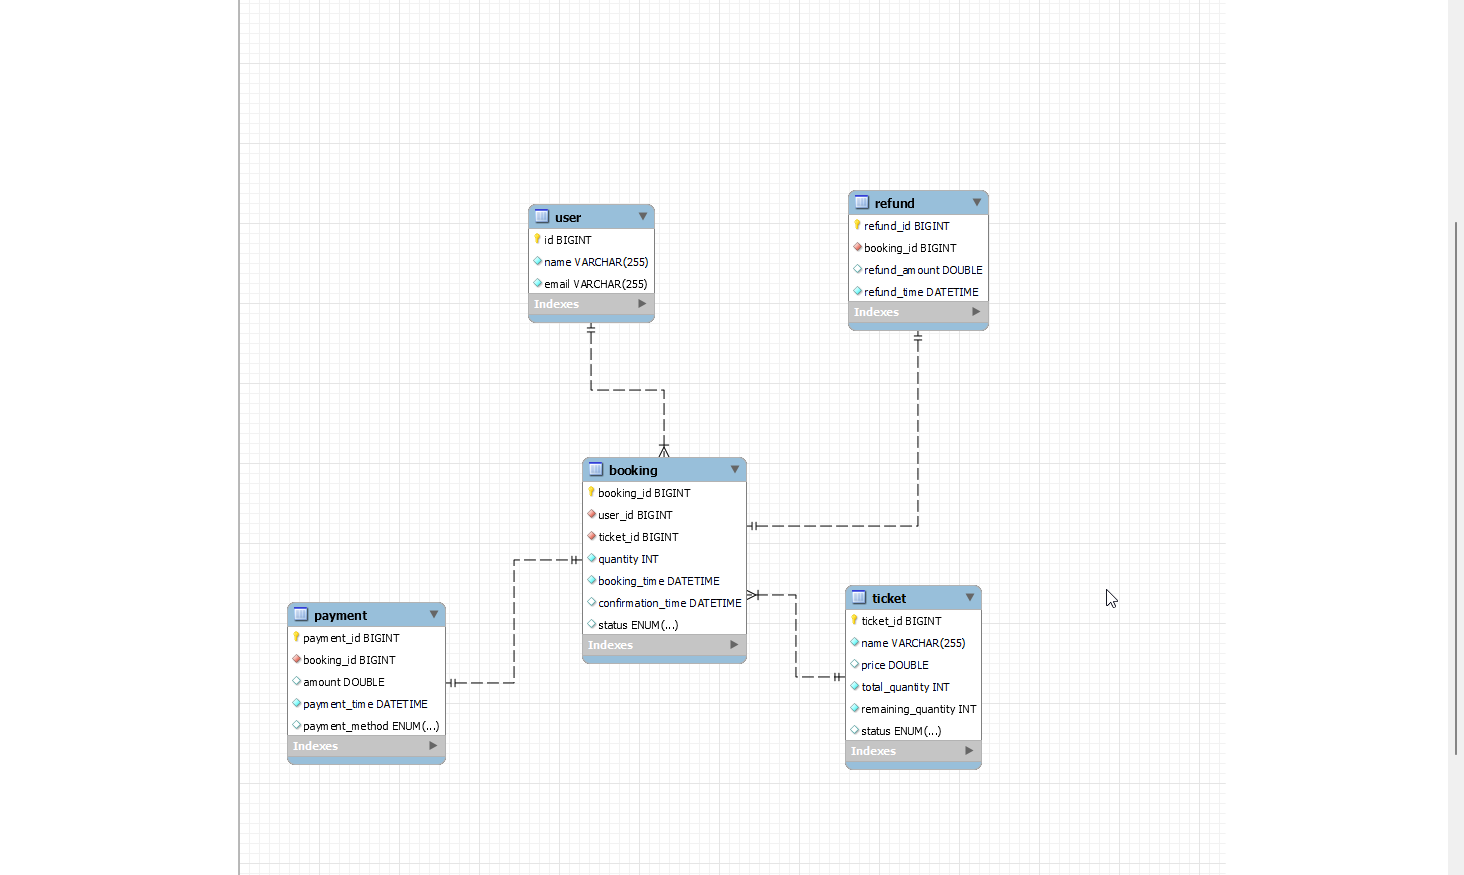 user
id BIGINT
name VARCHAR(255)
email VARCHAR(255)
Indexes
refund
refund_id BIGINT
booking_id BIGINT
refund_amount DOUBLE
refund_time DATETIME
Indexes
booking
booking_id BIGINT
user_id BIGINT
ticket_id BIGINT
quantity INT
booking_time DATETIME
confirmation_time DATETIME
status ENUM(...)
Indexes
payment
payment_id BIGINT
booking_id BIGINT
amount DOUBLE
payment_time DATETIME
payment_method ENUM(...)
Indexes
ticket
ticket_id BIGINT
name VARCHAR(255)
price DOUBLE
total_quantity INT
remaining_quantity INT
status ENUM(...)
Indexes